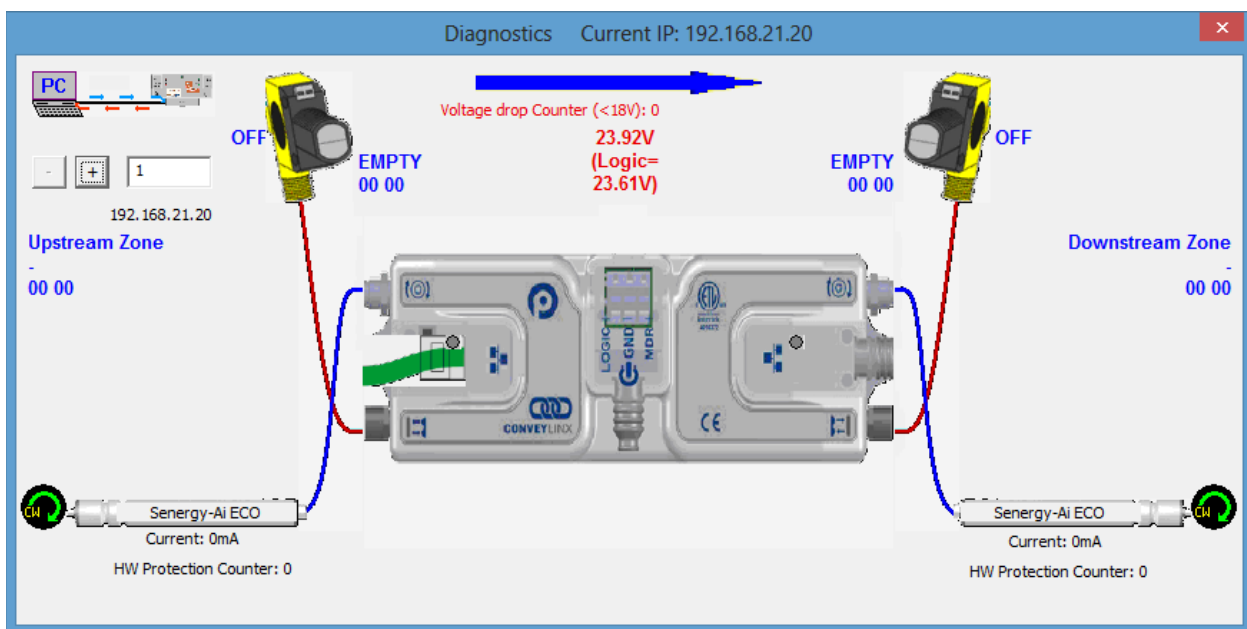 Diagnostics Current IP: 192.168.21.20
PC
Voltage drop Counter (<18V): 0
OFF
23.92V
OFF
EMPTY
(Logic=
EMPTY
00 00
23.61V)
00 00
- + 1
192.168.21.20
Upstream Zone
-
00 00
Downstream Zone
-
00 00
LOGIC
GND
MDR
CONVEYLINX
CE
CW
Senergy-Ai ECO
Current: 0mA
HW Protection Counter: 0
Senergy-Ai ECO
CW
Current: 0mA
HW Protection Counter: 0